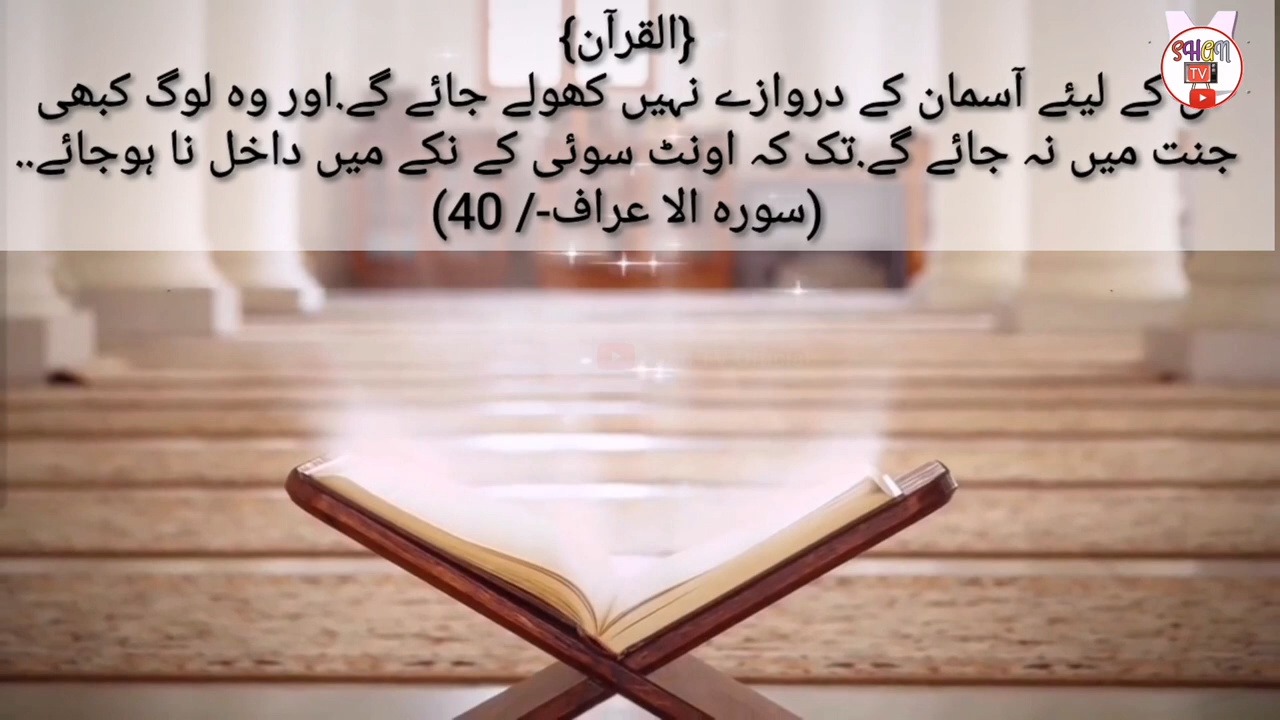 {القرآن}
کے لیئے آسمان کے دروازے نہیں کھولے جائے گے.اور وہ لوگ کبھی
جنت میں نہ جائے گے.تک کہ اونٹ سوئی کے نکے میں داخل نا ہوجائے..
(سورہ الا عراف-/ 40)
SHAN
TV